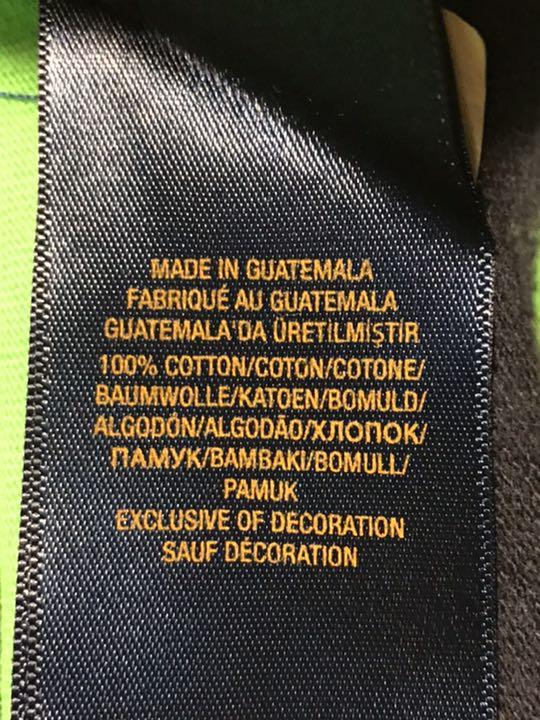 MADE IN GUATEMALA
FABRIQUÉ AU GUATEMALA
GUATEMALA'DA ÜRETILMIŞTIR
100% COTTON/COTON/COTONE/
BAUMWOLLE/KATOEN/BOMULD/
ALGODÓN/ALGODÃO/ХЛОПОК/
ПАМУК/BAMBAKI/BOMULL/
PAMUK
EXCLUSIVE OF DECORATION
SAUF DÉCORATION